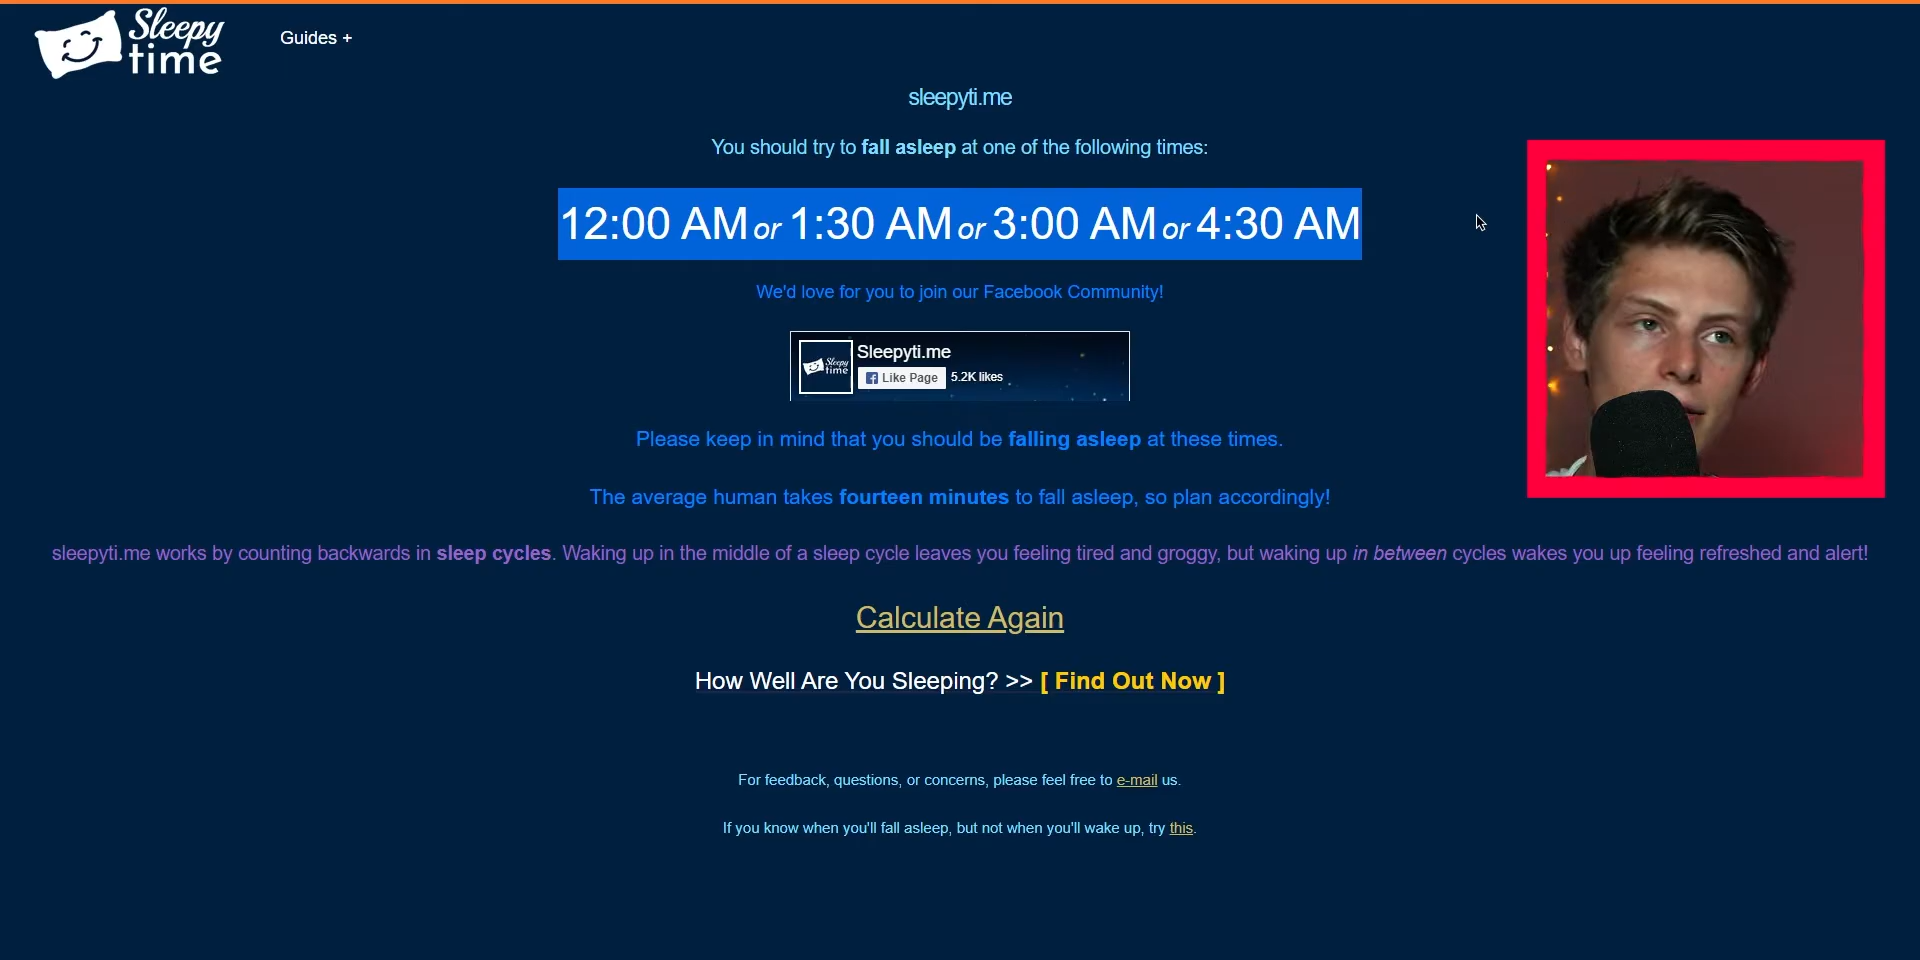 Sleepy
time
Guides +
sleepyti.me
You should try to fall asleep at one of the following times:
12:00 AM or 1:30 AM or 3:00 AM or 4:30 AM
We'd love for you to join our Facebook Community!
Sleepy
time
Sleepyti.me
Like Page 5.2K likes
Please keep in mind that you should be falling asleep at these times.
The average human takes fourteen minutes to fall asleep, so plan accordingly!
sleepyti.me works by counting backwards in sleep cycles. Waking up in the middle of a sleep cycle leaves you feeling tired and groggy, but waking up in between cycles wakes you up feeling refreshed and alert!
Calculate Again
How Well Are You Sleeping? >> [ Find Out Now ]
For feedback, questions, or concerns, please feel free to e-mail us.
If you know when you'll fall asleep, but not when you'll wake up, try this.